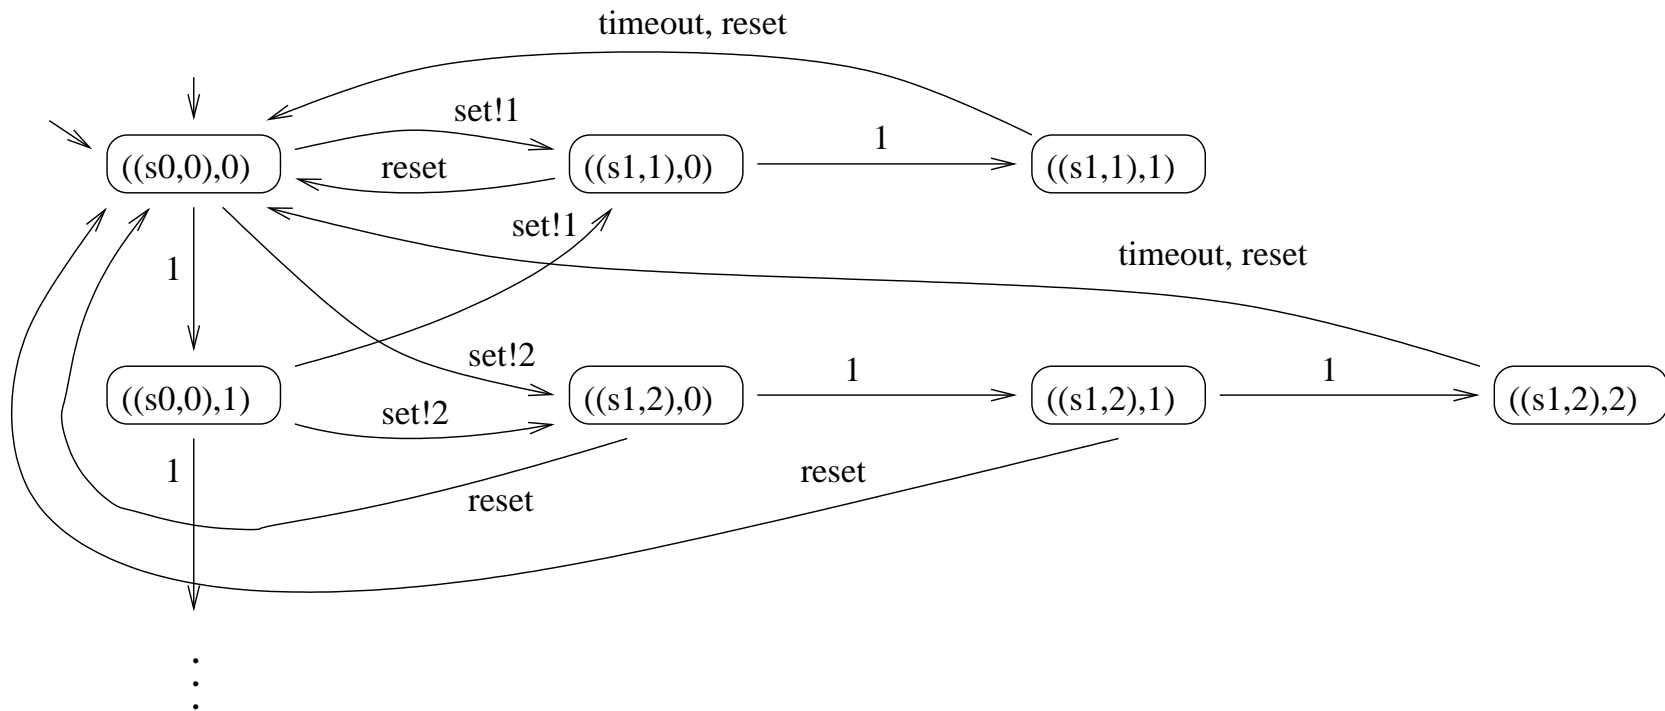 timeout, reset
set!1
1
((s0,0),0)
reset
((s1,1),0)
((s1,1),1)
set!1
timeout, reset
1
set!2
1
1
((s0,0),1)
set!2
((s1,2),0)
((s1,2),1)
((s1,2),2)
1
reset
reset